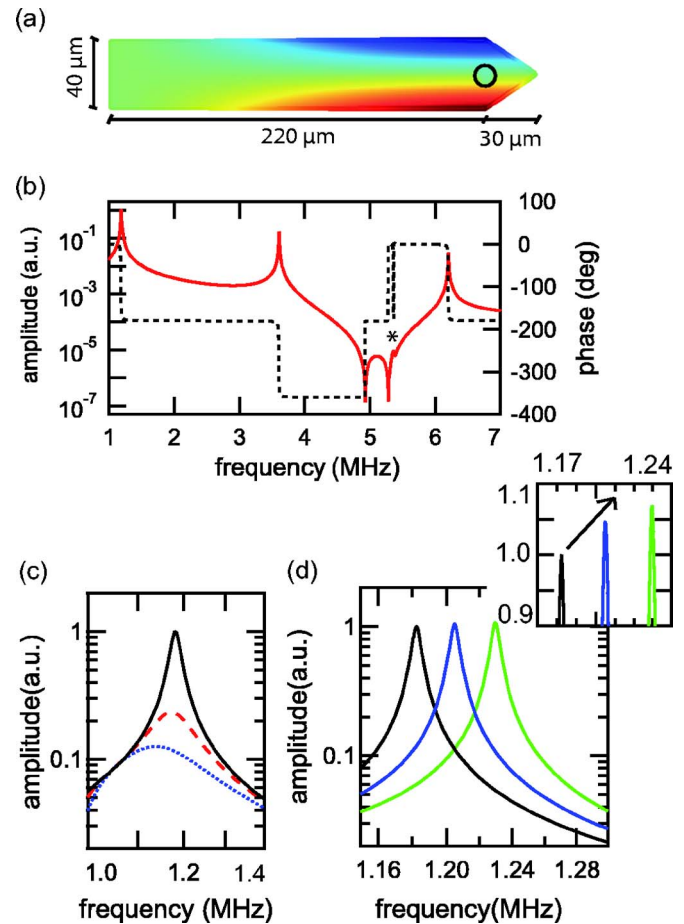 (a)
40 μm
220 μm
30 μm
(b)
amplitude (a.u.)
10⁻¹
10⁻³
10⁻⁵
10⁻⁷
*
100
0
-100
-200
-300
-400
phase (deg)
1 2 3 4 5 6 7
frequency (MHz)
1.17 1.24
1.1
1.0
0.9
(c)
amplitude(a.u.)
1
0.1
1.0 1.2 1.4
frequency (MHz)
(d)
amplitude(a.u.)
1
0.1
1.16 1.20 1.24 1.28
frequency(MHz)